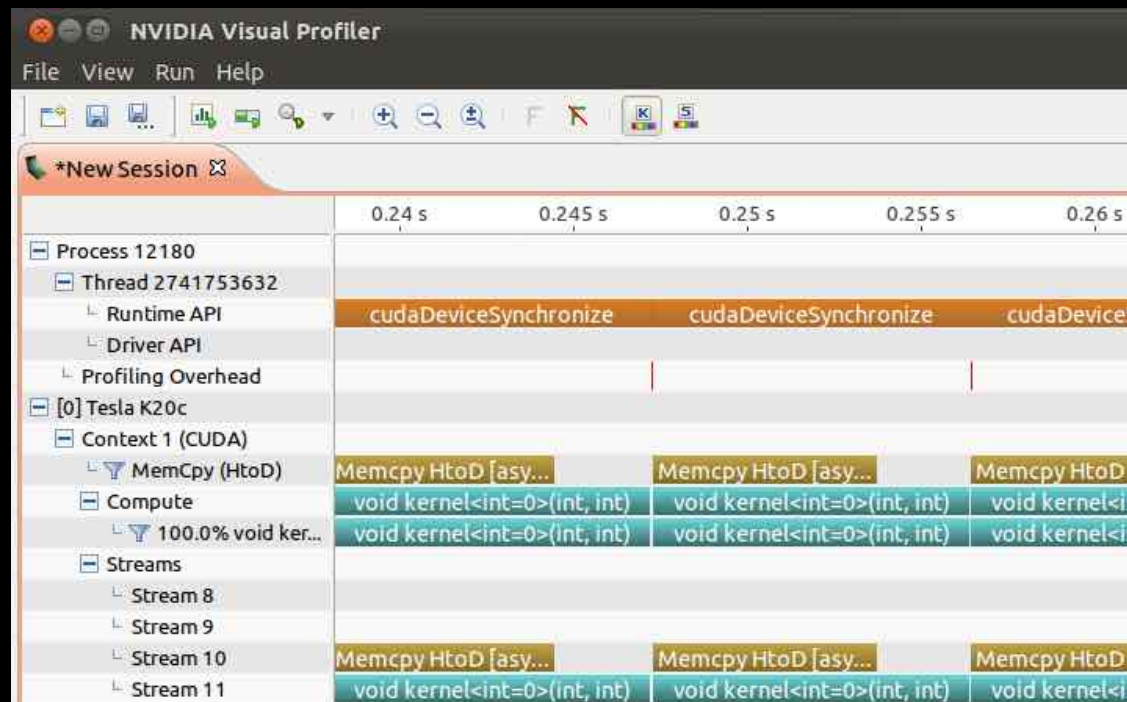 NVIDIA Visual Profiler
File View Run Help
*New Session
0.24 s 0.245 s 0.25 s 0.255 s 0.26 s
Process 12180
Thread 2741753632
Runtime API cudaDeviceSynchronize cudaDeviceSynchronize cudaDevice
Driver API
Profiling Overhead
[0] Tesla K20c
Context 1 (CUDA)
MemCpy (HtoD) Memcpy HtoD [asy... Memcpy HtoD [asy... Memcpy HtoD
Compute void kernel<int=0>(int, int) void kernel<int=0>(int, int) void kernel<i
100.0% void ker... void kernel<int=0>(int, int) void kernel<int=0>(int, int) void kernel<i
Streams
Stream 8
Stream 9
Stream 10 Memcpy HtoD [asy... Memcpy HtoD [asy... Memcpy HtoD
Stream 11 void kernel<int=0>(int, int) void kernel<int=0>(int, int) void kernel<i